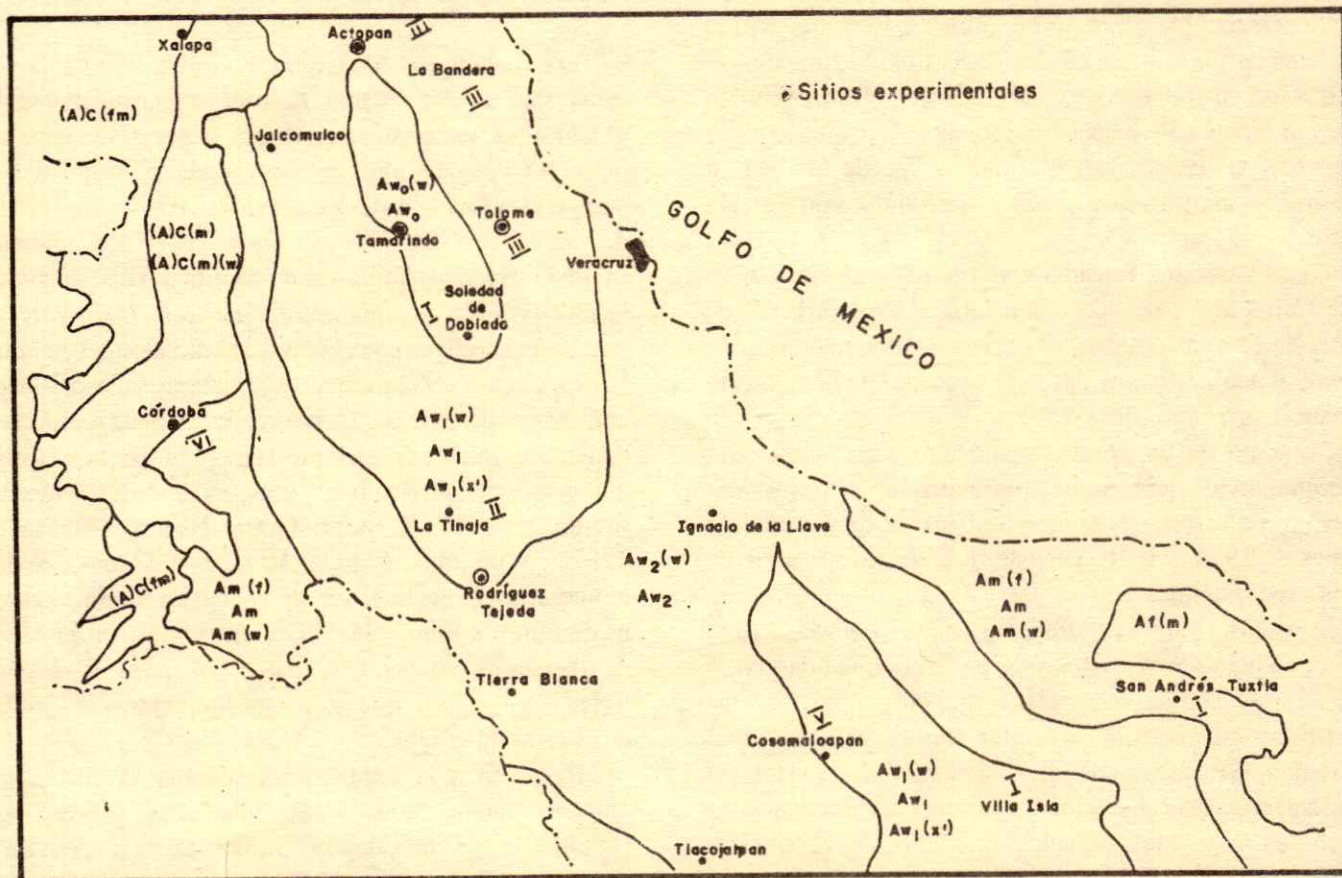 Xalapa
Actopan
III
La Bandera
III
Sitios experimentales
(A)C(fm)
Jalcomulco
Aw₀(w)
Aw₀
Tamarindo
Tolome
III
(A)C(m)
(A)C(m)(w)
Veracruz
GOLFO DE MEXICO
I
Soledad
de
Doblado
Córdoba
VI
Aw₁(w)
Aw₁
Aw₁(x')
La Tinaja
II
Ignacio de la Llave
Aw₂(w)
Aw₂
Rodríguez
Tejeda
(A)C(fm)
Am(f)
Am
Am(w)
Am(f)
Am
Am(w)
Af(m)
Tierra Blanca
San Andrés Tuxtla
I
V
Cosamaloapan
Aw₁(w)
Aw₁
Aw₁(x')
I
Villa Isla
Tlacojalpan